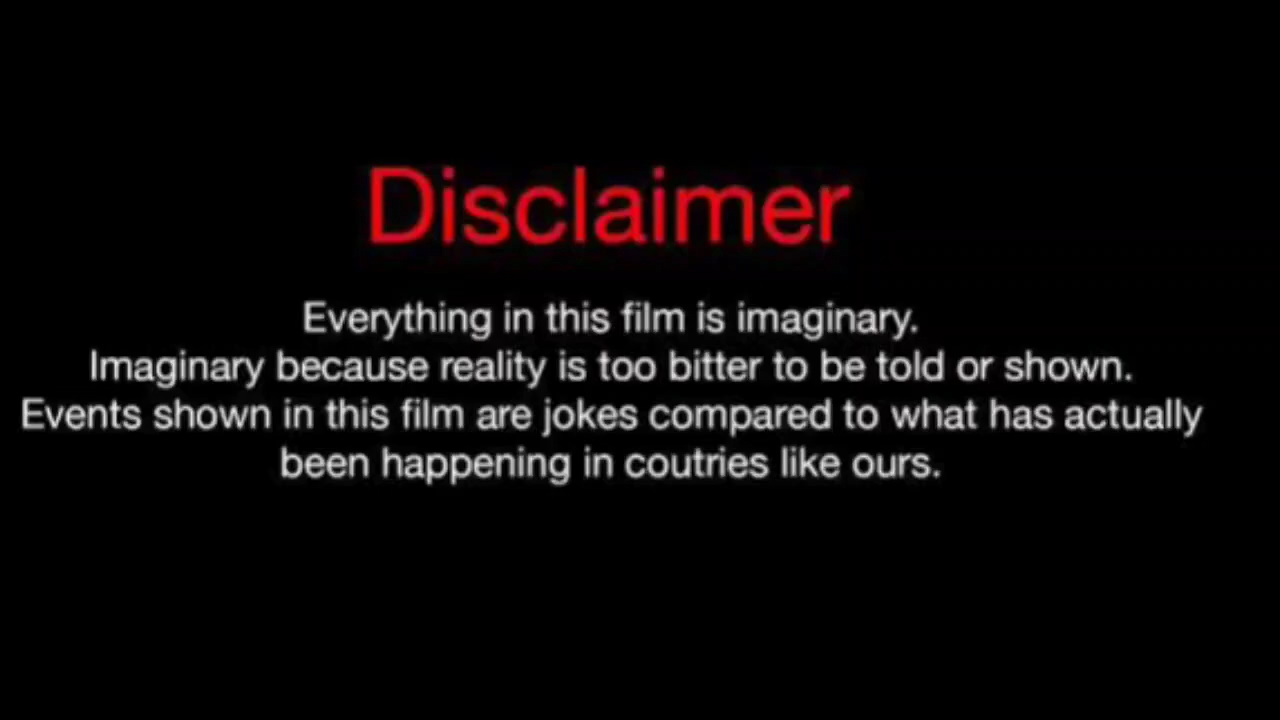 Disclaimer
Everything in this film is imaginary.
Imaginary because reality is too bitter to be told or shown.
Events shown in this film are jokes compared to what has actually
been happening in coutries like ours.